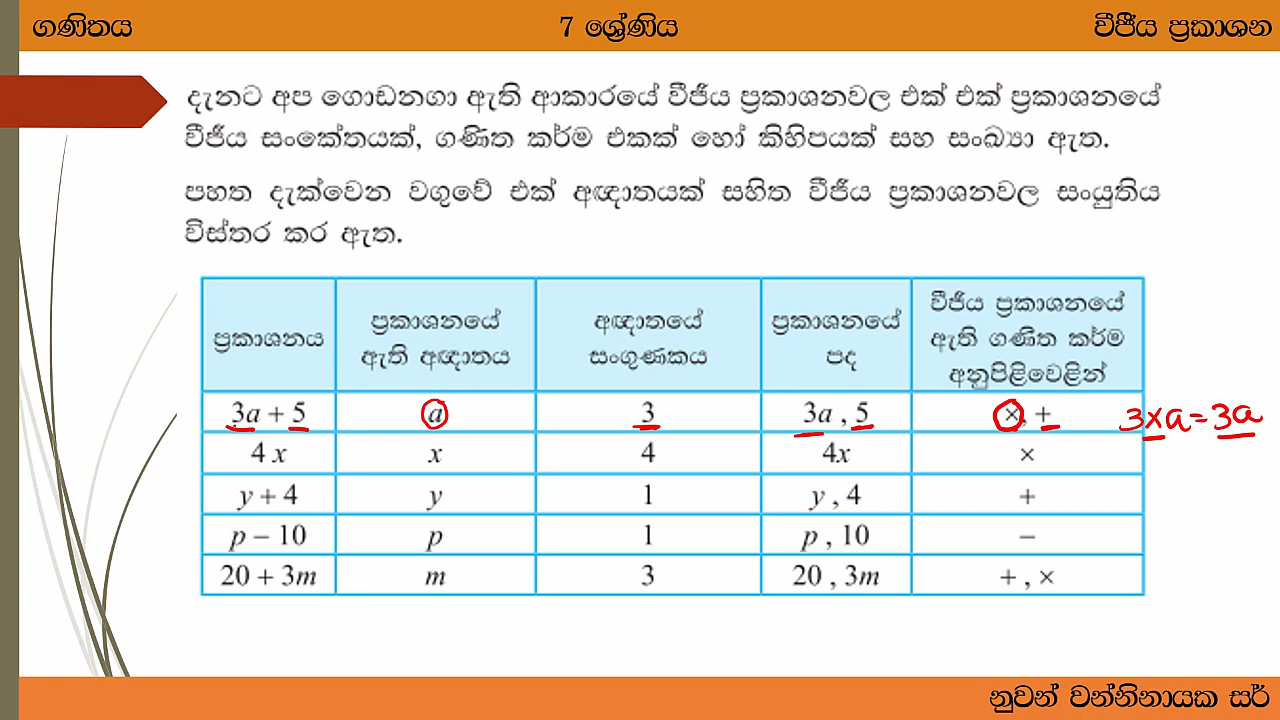 ගණිතය 7 ශ්‍රේණිය වීජීය ප්‍රකාශන
දැනට අප ගොඩනගා ඇති ආකාරයේ වීජීය ප්‍රකාශනවල එක් එක් ප්‍රකාශනයේ
වීජීය සංකේතයක්, ගණිත කර්ම එකක් හෝ කිහිපයක් සහ සංඛ්‍යා ඇත.
පහත දැක්වෙන වගුවේ එක් අඥාතයක් සහිත වීජීය ප්‍රකාශනවල සංයුතිය
විස්තර කර ඇත.
ප්‍රකාශනය
ප්‍රකාශනයේ
ඇති අඥාතය
අඥාතයේ
සංගුණකය
ප්‍රකාශනයේ
පද
වීජීය ප්‍රකාශනයේ
ඇති ගණිත කර්ම
අනුපිළිවෙළින්
3a + 5 a 3 3a , 5 ×, + 3×a=3a
4 x x 4 4x ×
y + 4 y 1 y , 4 +
p – 10 p 1 p , 10 –
20 + 3m m 3 20 , 3m + , ×
නුවන් වන්නිනායක සර්